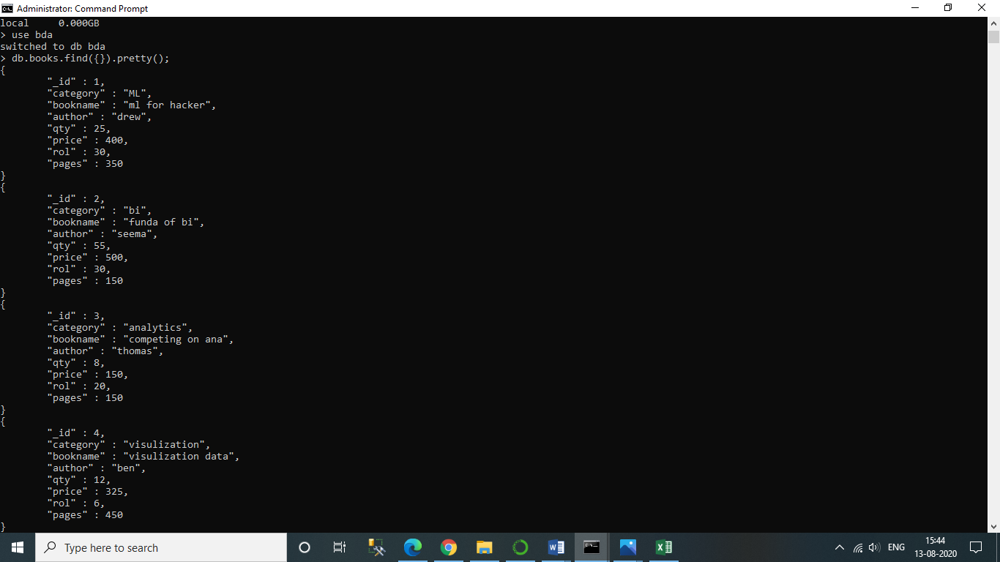 Administrator: Command Prompt
local     0.000GB
> use bda
switched to db bda
> db.books.find({}).pretty();
{
        "_id" : 1,
        "category" : "ML",
        "bookname" : "ml for hacker",
        "author" : "drew",
        "qty" : 25,
        "price" : 400,
        "rol" : 30,
        "pages" : 350
}
{
        "_id" : 2,
        "category" : "bi",
        "bookname" : "funda of bi",
        "author" : "seema",
        "qty" : 55,
        "price" : 500,
        "rol" : 30,
        "pages" : 150
}
{
        "_id" : 3,
        "category" : "analytics",
        "bookname" : "competing on ana",
        "author" : "thomas",
        "qty" : 8,
        "price" : 150,
        "rol" : 20,
        "pages" : 150
}
{
        "_id" : 4,
        "category" : "visulization",
        "bookname" : "visulization data",
        "author" : "ben",
        "qty" : 12,
        "price" : 325,
        "rol" : 6,
        "pages" : 450
}
Type here to search
ENG
15:44
13-08-2020